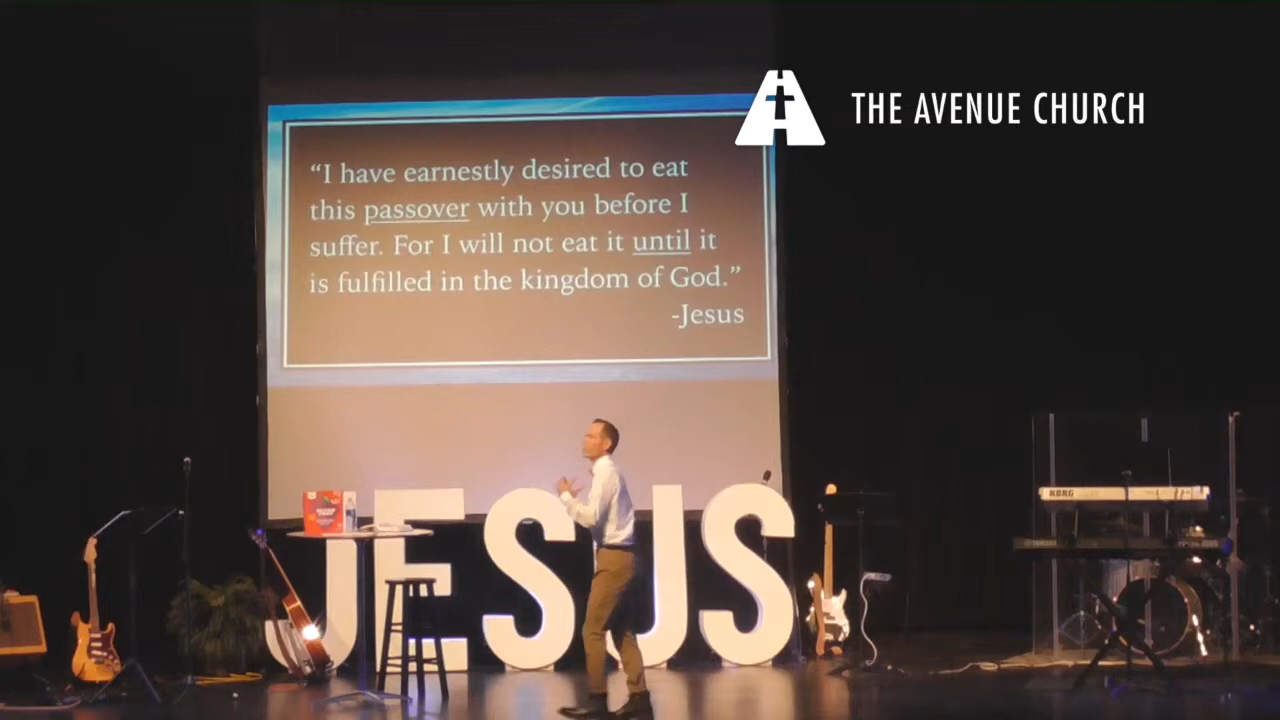 THE AVENUE CHURCH
“I have earnestly desired to eat
this passover with you before I
suffer. For I will not eat it until it
is fulfilled in the kingdom of God.”
-Jesus
JESUS
KORG